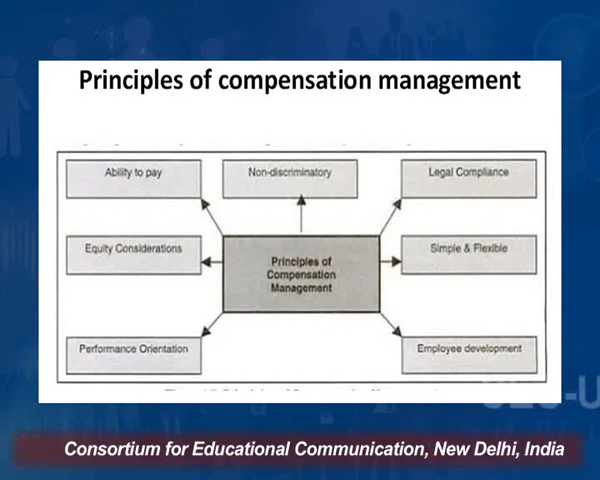 Principles of compensation management
Ability to pay
Non-discriminatory
Legal Compliance
Equity Considerations
Principles of
Compensation
Management
Simple & Flexible
Performance Orientation
Employee development
Consortium for Educational Communication, New Delhi, India